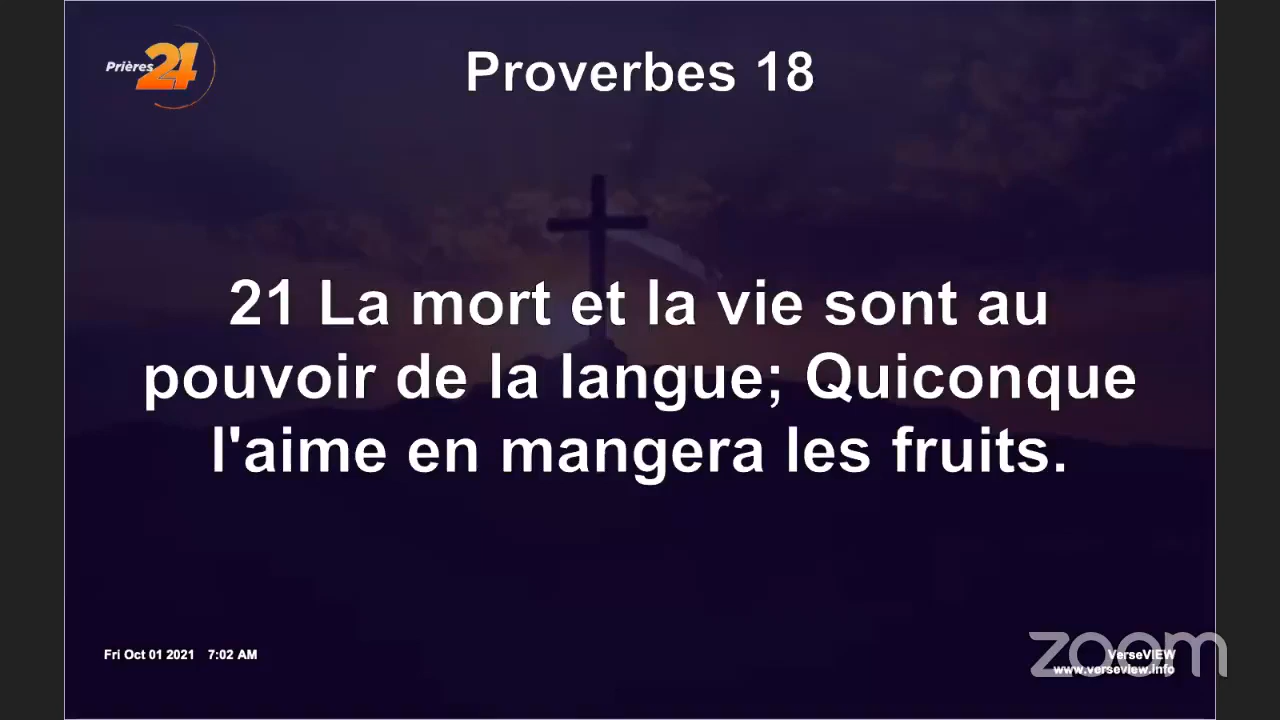 Prières 24
Proverbes 18
21 La mort et la vie sont au
pouvoir de la langue; Quiconque
l'aime en mangera les fruits.
Fri Oct 01 2021 7:02 AM
VerseVIEW
www.verseview.info
zoom